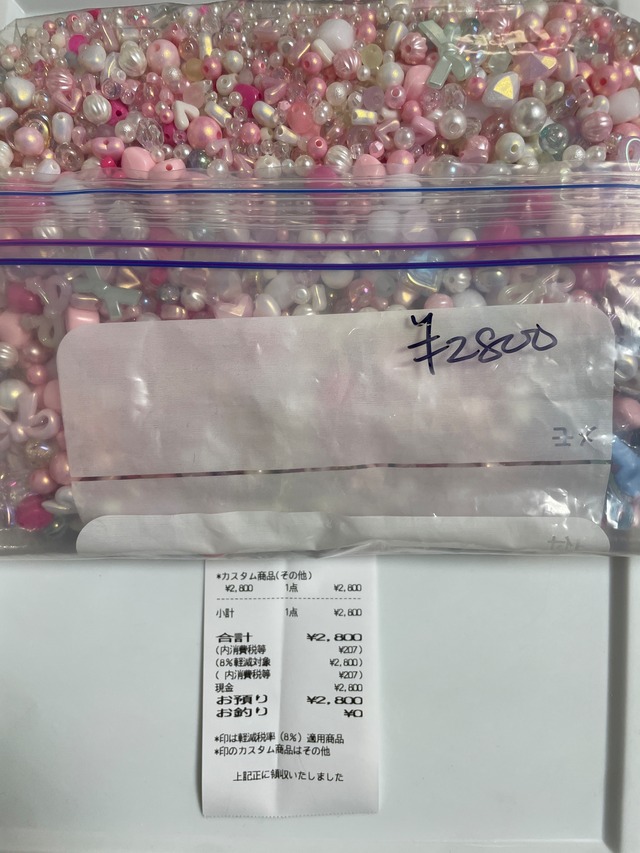 ¥2800
メモ
*カスタム商品(その他)
¥2,800 1点 ¥2,800
小計 1点 ¥2,800
合計 ¥2,800
(内消費税等 ¥207)
(8%軽減対象 ¥2,800)
( 内消費税等 ¥207)
現金 ¥2,800
お預り ¥2,800
お釣り ¥0
*印は軽減税率(8%)適用商品
*印のカスタム商品はその他
上記正に領収いたしました